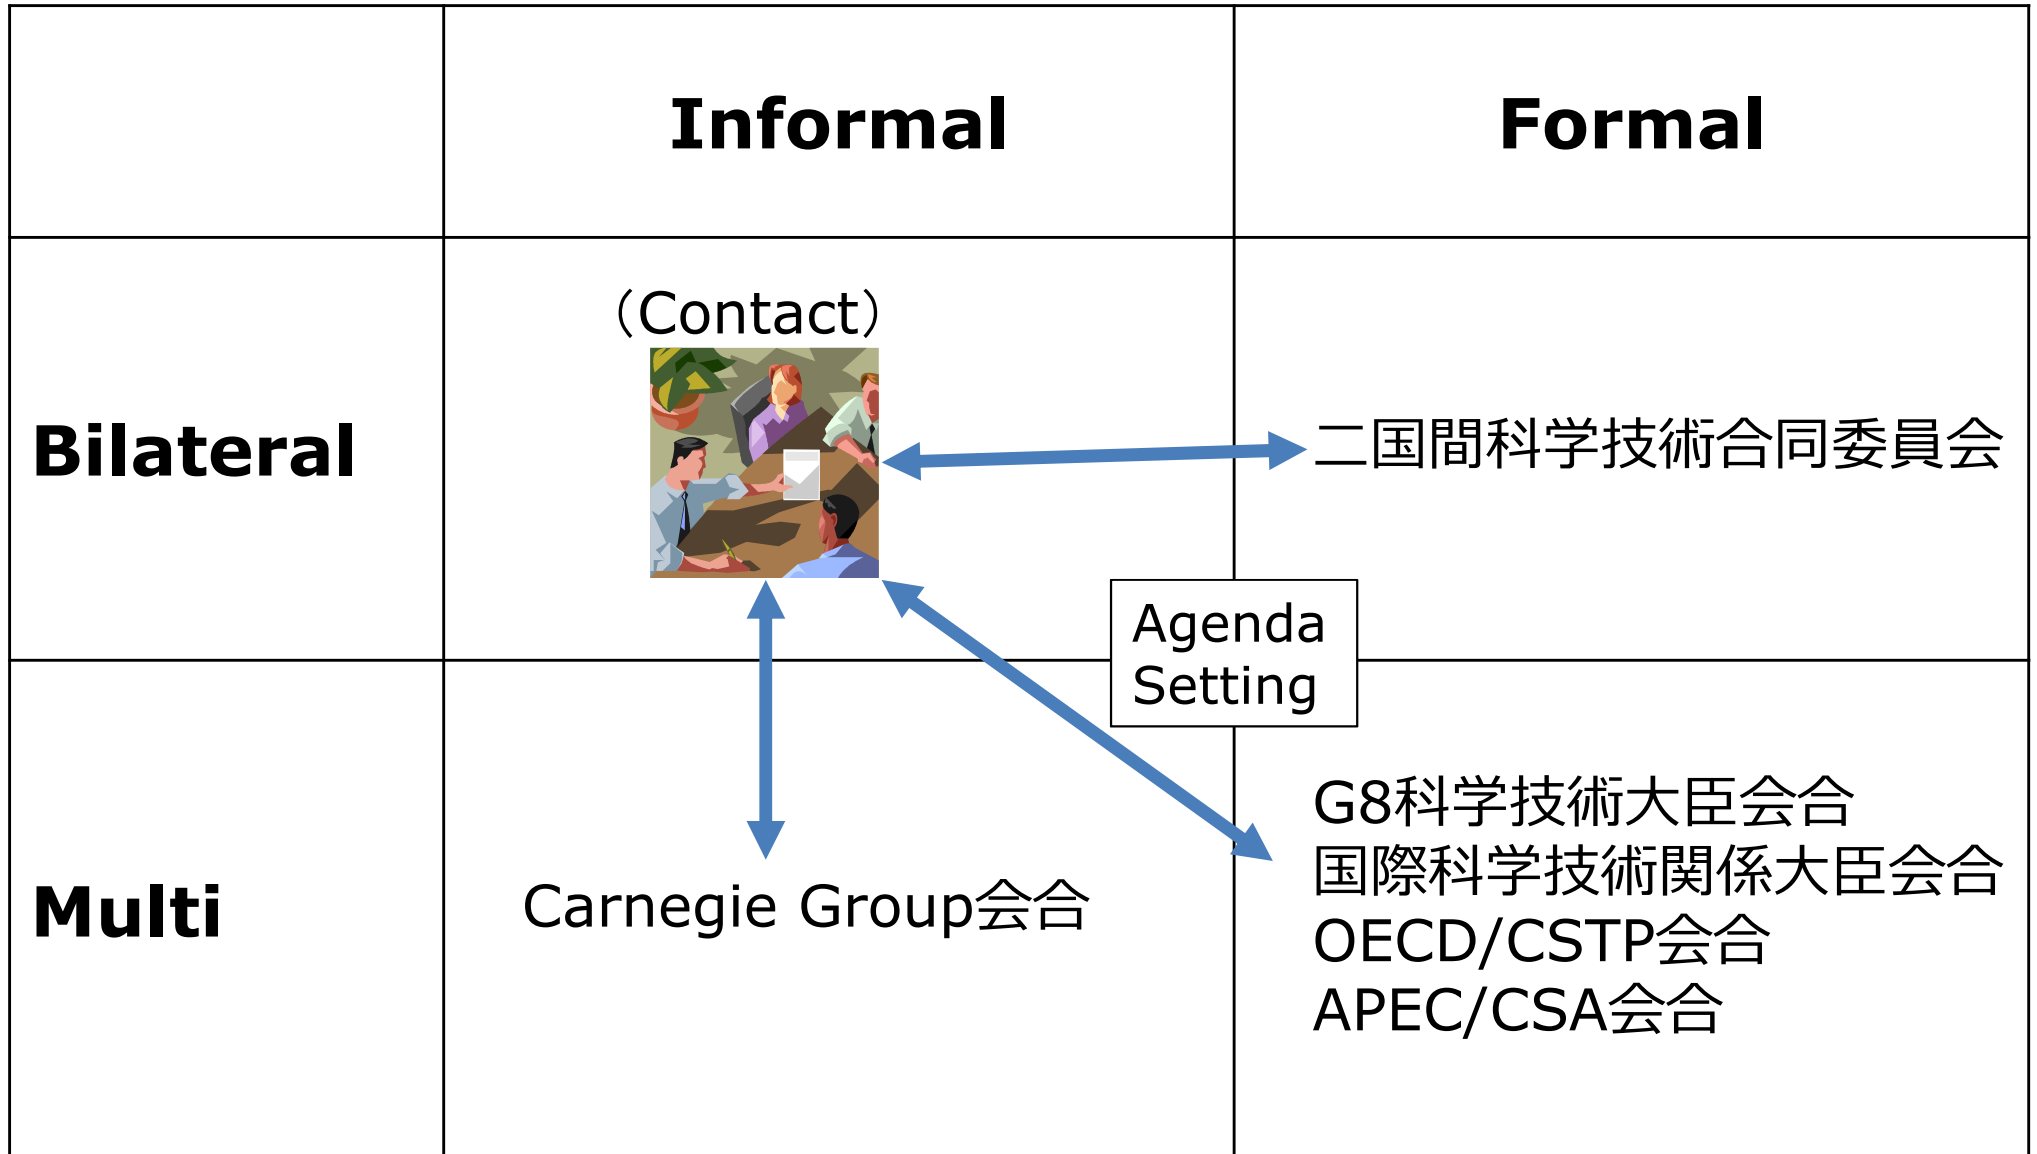 Informal
Formal
Bilateral
（Contact）
二国間科学技術合同委員会
Agenda
Setting
Multi
Carnegie Group会合
G8科学技術大臣会合
国際科学技術関係大臣会合
OECD/CSTP会合
APEC/CSA会合